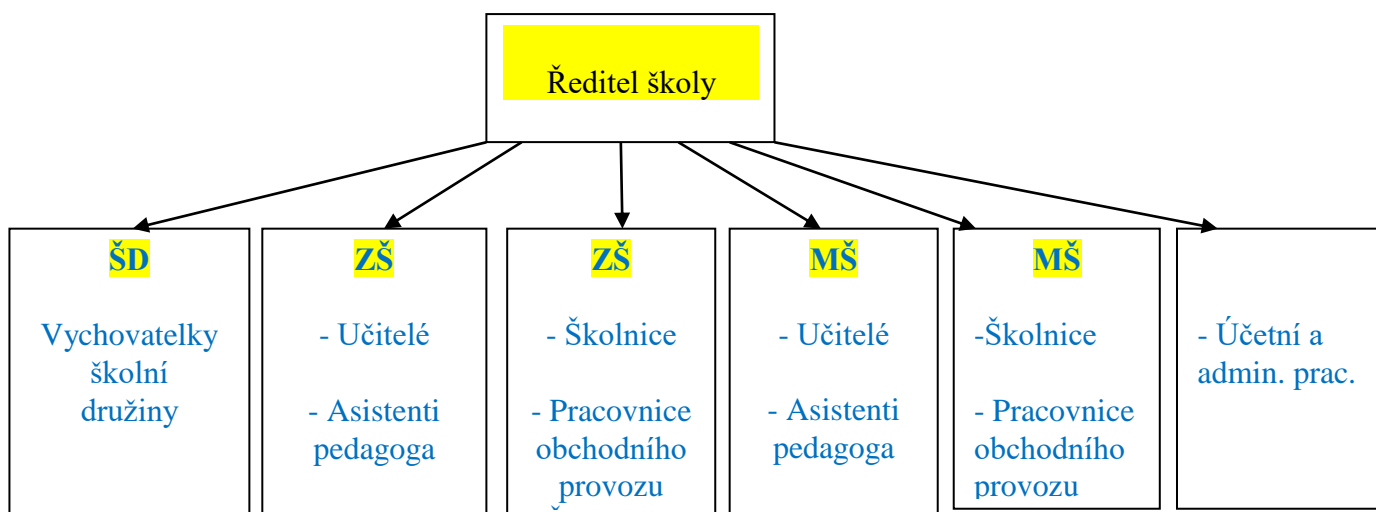 Ředitel školy
ŠD
Vychovatelky
školní
družiny
ZŠ
- Učitelé
- Asistenti
pedagoga
ZŠ
- Školnice
- Pracovnice
obchodního
provozu
MŠ
- Učitelé
- Asistenti
pedagoga
MŠ
-Školnice
- Pracovnice
obchodního
provozu
- Účetní a
admin. prac.